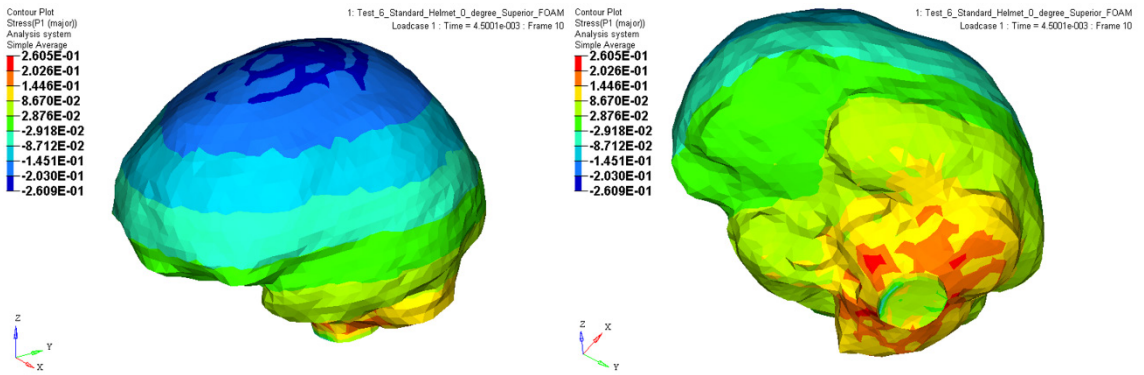 Contour Plot
Stress(P1 (major))
Analysis system
Simple Average
2.605E-01
2.026E-01
1.446E-01
8.670E-02
2.876E-02
-2.918E-02
-8.712E-02
-1.451E-01
-2.030E-01
-2.609E-01
1: Test_6_Standard_Helmet_0_degree_Superior_FOAM
Loadcase 1 : Time = 4.5001e-003 : Frame 10
Z
Y
X
Contour Plot
Stress(P1 (major))
Analysis system
Simple Average
2.605E-01
2.026E-01
1.446E-01
8.670E-02
2.876E-02
-2.918E-02
-8.712E-02
-1.451E-01
-2.030E-01
-2.609E-01
1: Test_6_Standard_Helmet_0_degree_Superior_FOAM
Loadcase 1 : Time = 4.5001e-003 : Frame 10
Z
X
Y